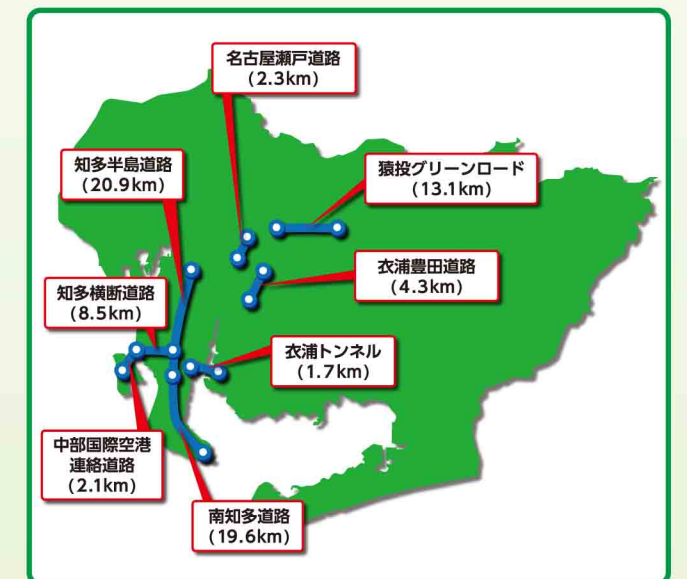 名古屋瀬戸道路
(2.3km)
知多半島道路
(20.9km)
猿投グリーンロード
(13.1km)
衣浦豊田道路
(4.3km)
知多横断道路
(8.5km)
衣浦トンネル
(1.7km)
中部国際空港
連絡道路
(2.1km)
南知多道路
(19.6km)